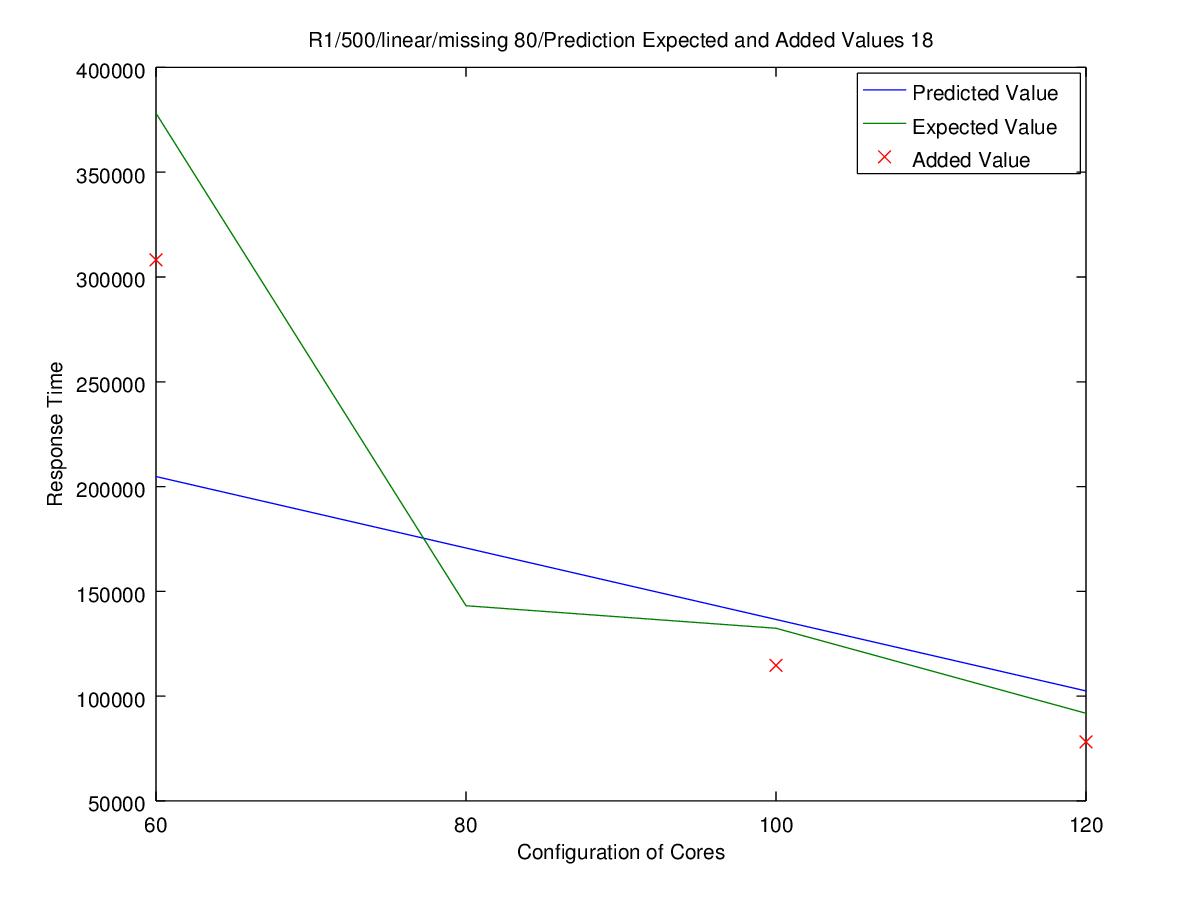 R1/500/linear/missing 80/Prediction Expected and Added Values 18
Predicted Value
Expected Value
Added Value
400000
350000
300000
250000
200000
150000
100000
50000
Response Time
60
80
100
120
Configuration of Cores